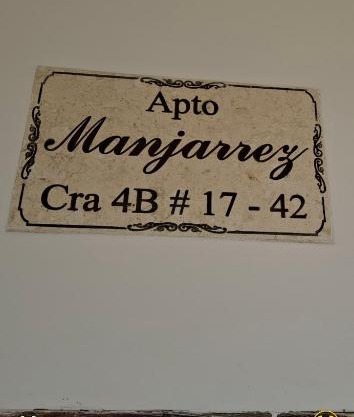 Apto
Manjarrez
Cra 4B # 17 - 42